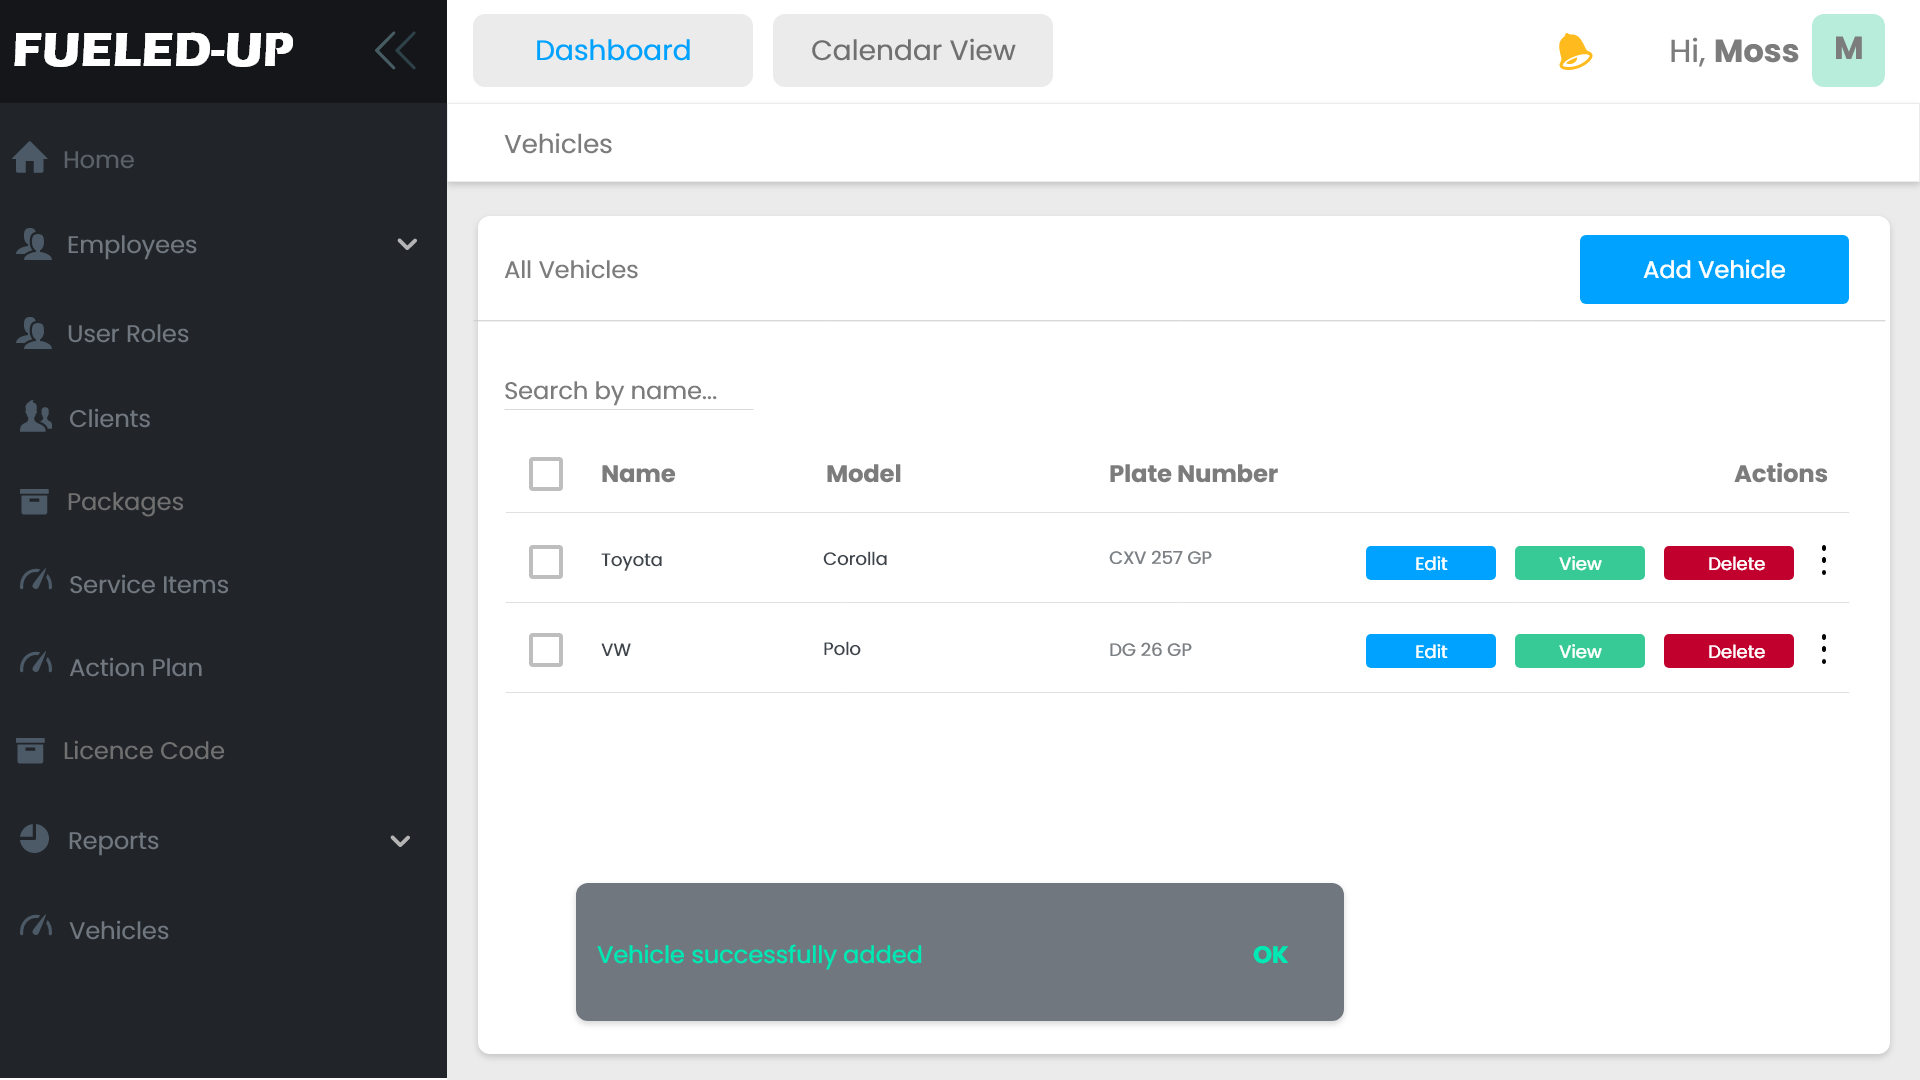 FUELED-UP
Dashboard
Calendar View
Hi, Moss
M
Home
Employees
User Roles
Clients
Packages
Service Items
Action Plan
Licence Code
Reports
Vehicles
Vehicles
All Vehicles
Add Vehicle
Search by name...
Name Model Plate Number Actions
Toyota Corolla CXV 257 GP Edit View Delete
VW Polo DG 26 GP Edit View Delete
Vehicle successfully added OK